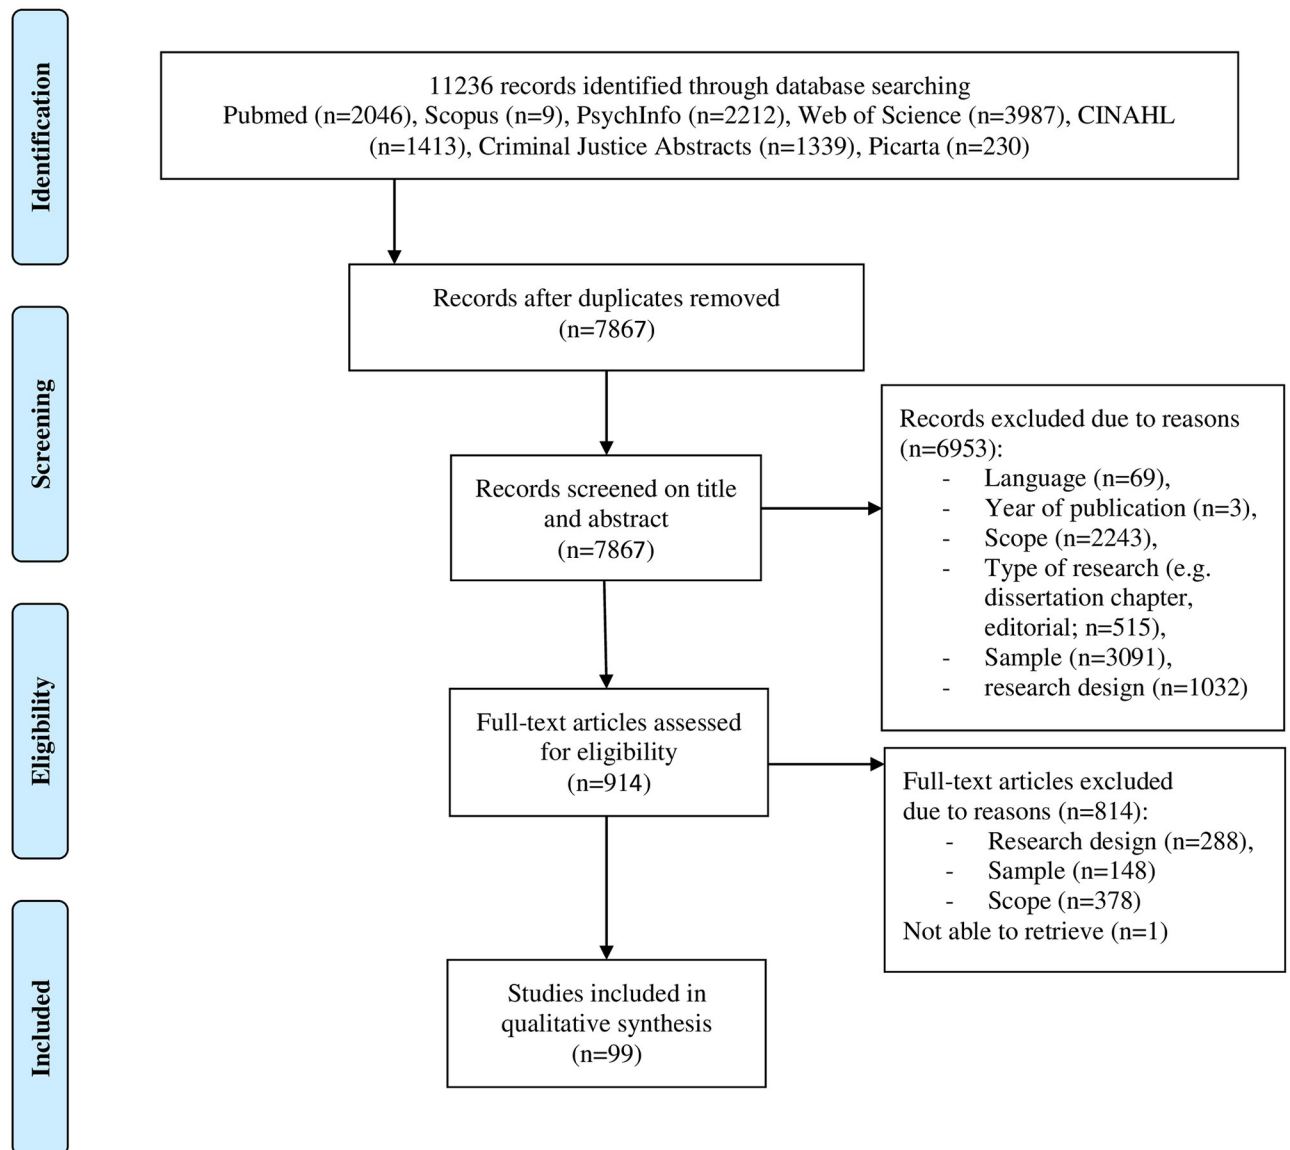 Identification
11236 records identified through database searching
Pubmed (n=2046), Scopus (n=9), PsychInfo (n=2212), Web of Science (n=3987), CINAHL
(n=1413), Criminal Justice Abstracts (n=1339), Picarta (n=230)
Records after duplicates removed
(n=7867)
Screening
Records screened on title
and abstract
(n=7867)
Records excluded due to reasons
(n=6953):
- Language (n=69),
- Year of publication (n=3),
- Scope (n=2243),
- Type of research (e.g.
dissertation chapter,
editorial; n=515),
- Sample (n=3091),
- research design (n=1032)
Eligibility
Full-text articles assessed
for eligibility
(n=914)
Full-text articles excluded
due to reasons (n=814):
- Research design (n=288),
- Sample (n=148)
- Scope (n=378)
Not able to retrieve (n=1)
Included
Studies included in
qualitative synthesis
(n=99)